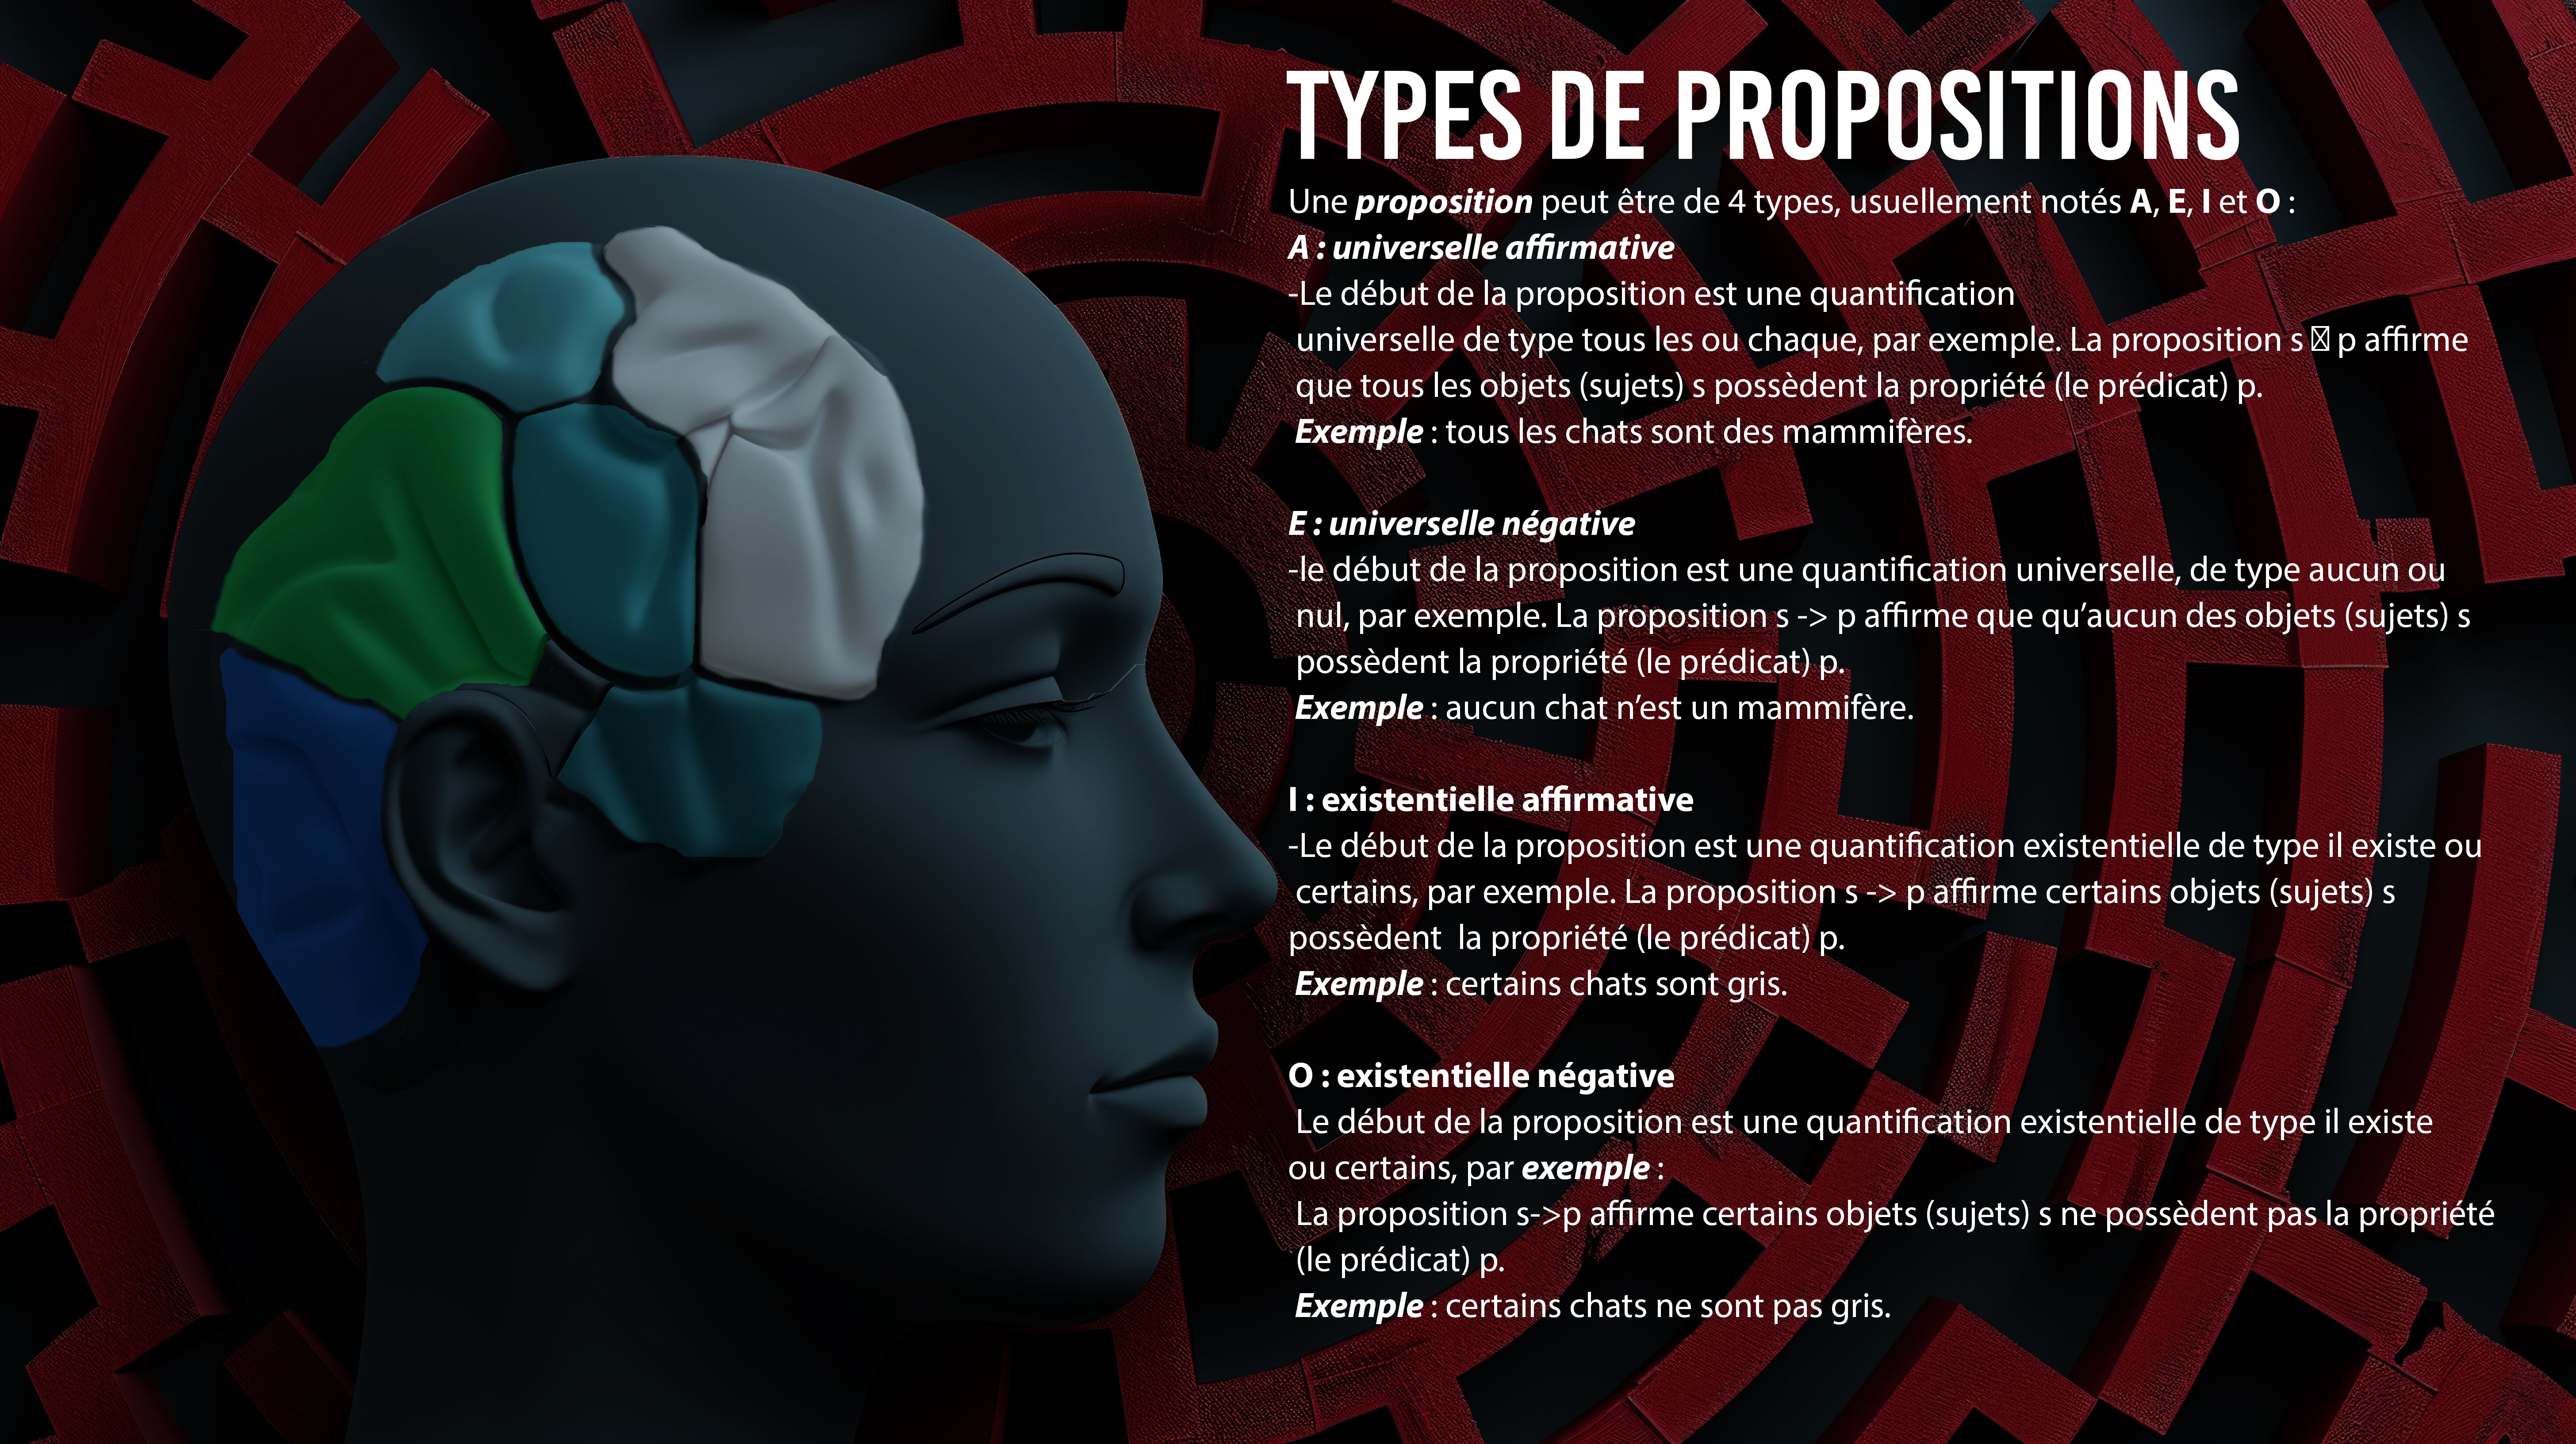 TYPES DE PROPOSITIONS
Une proposition peut être de 4 types, usuellement notés A, E, I et O :
A : universelle affirmative
-Le début de la proposition est une quantification
universelle de type tous les ou chaque, par exemple. La proposition s  p affirme
que tous les objets (sujets) s possèdent la propriété (le prédicat) p.
Exemple : tous les chats sont des mammifères.
E : universelle négative
-le début de la proposition est une quantification universelle, de type aucun ou
nul, par exemple. La proposition s -> p affirme que qu’aucun des objets (sujets) s
possèdent la propriété (le prédicat) p.
Exemple : aucun chat n’est un mammifère.
I : existentielle affirmative
-Le début de la proposition est une quantification existentielle de type il existe ou
certains, par exemple. La proposition s -> p affirme certains objets (sujets) s
possèdent  la propriété (le prédicat) p.
Exemple : certains chats sont gris.
O : existentielle négative
Le début de la proposition est une quantification existentielle de type il existe
ou certains, par exemple :
La proposition s->p affirme certains objets (sujets) s ne possèdent pas la propriété
(le prédicat) p.
Exemple : certains chats ne sont pas gris.